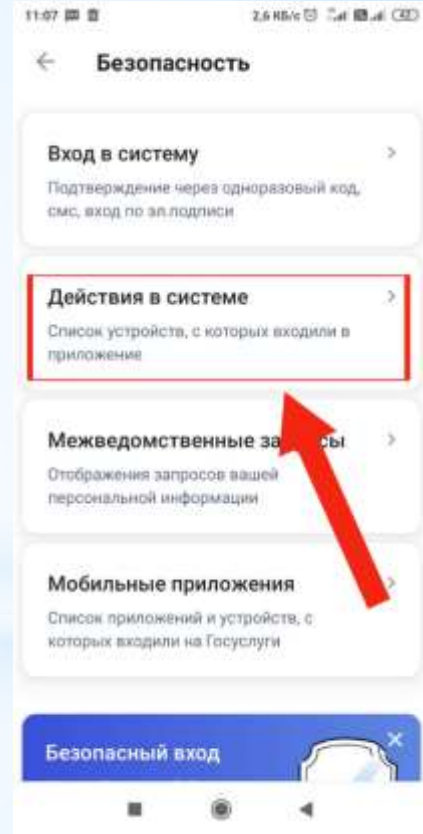 11:07 2,6 КБ/с 42
Безопасность
Вход в систему
Подтверждение через одноразовый код,
смс, вход по эл.подписи
Действия в системе
Список устройств, с которых входили в
приложение
Межведомственные
Отображения запросов вашей
персональной информации
Мобильные приложения
Список приложений и устройств, с
которых входили на Госуслуги
Безопасный вход